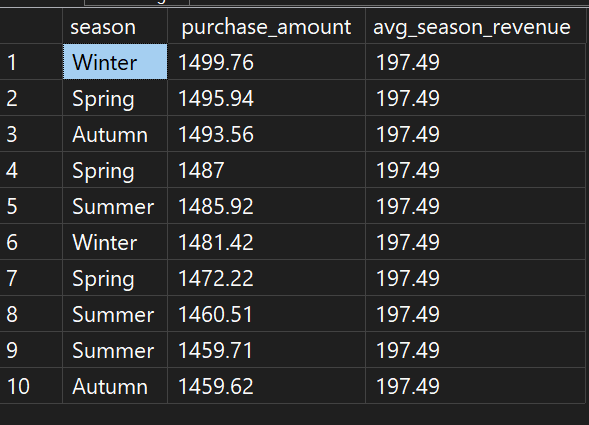 season purchase_amount avg_season_revenue
1 Winter 1499.76 197.49
2 Spring 1495.94 197.49
3 Autumn 1493.56 197.49
4 Spring 1487 197.49
5 Summer 1485.92 197.49
6 Winter 1481.42 197.49
7 Spring 1472.22 197.49
8 Summer 1460.51 197.49
9 Summer 1459.71 197.49
10 Autumn 1459.62 197.49